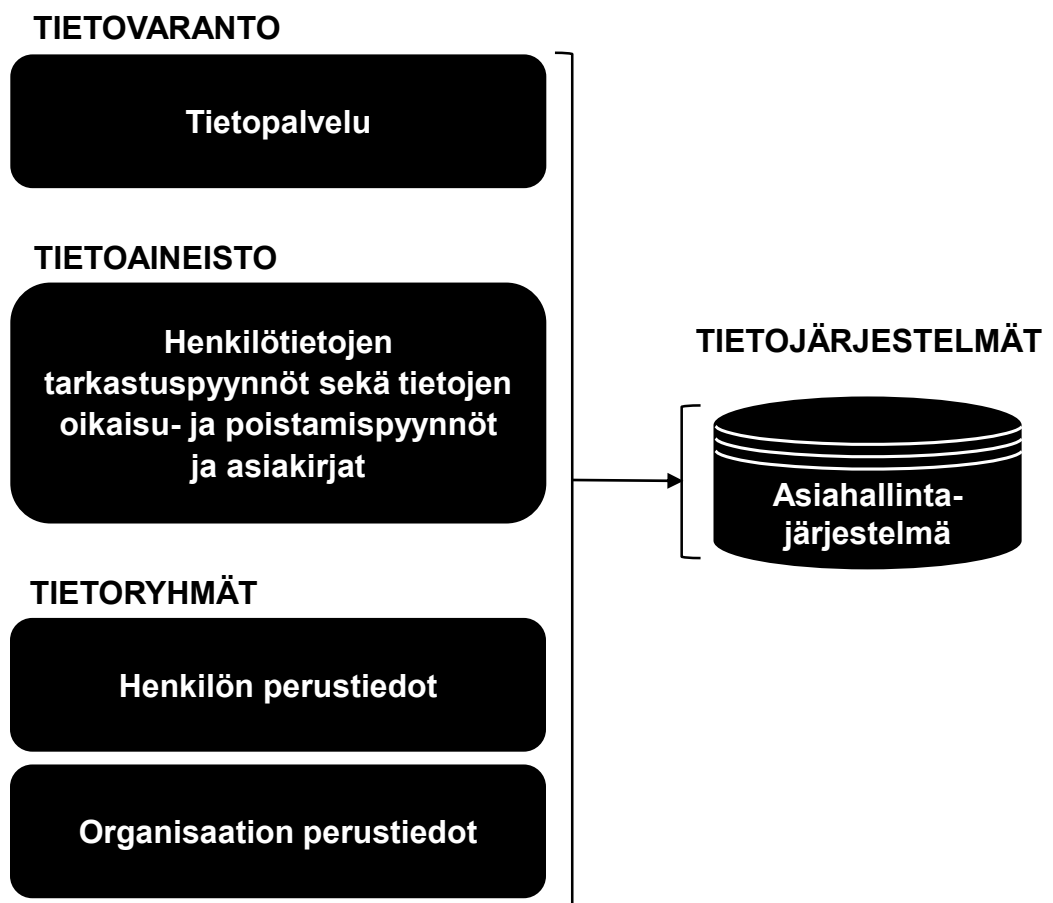 TIETOVARANTO
Tietopalvelu
TIETOAINEISTO
Henkilötietojen
tarkastuspyynnöt sekä tietojen
oikaisu- ja poistamispyynnöt
ja asiakirjat
TIETORYHMÄT
Henkilön perustiedot
Organisaation perustiedot
TIETOJÄRJESTELMÄT
Asiahallinta-
järjestelmä